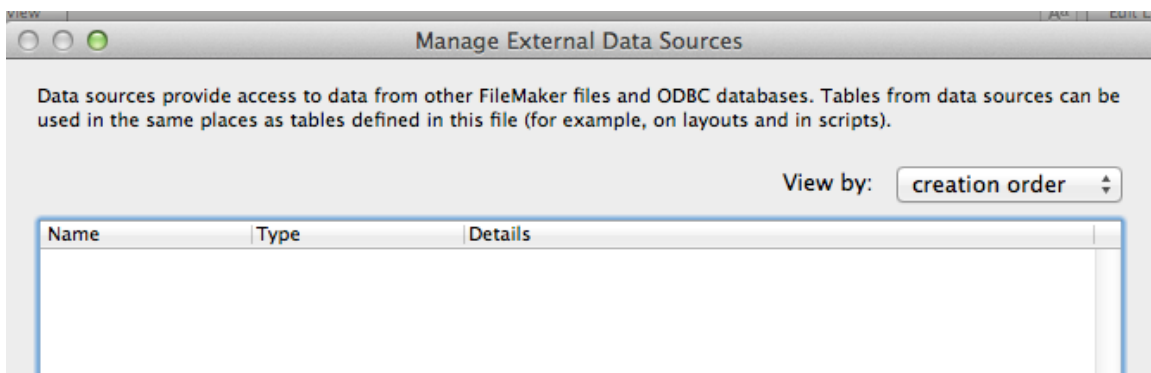 view
Manage External Data Sources
Data sources provide access to data from other FileMaker files and ODBC databases. Tables from data sources can be
used in the same places as tables defined in this file (for example, on layouts and in scripts).
View by: creation order
Name Type Details